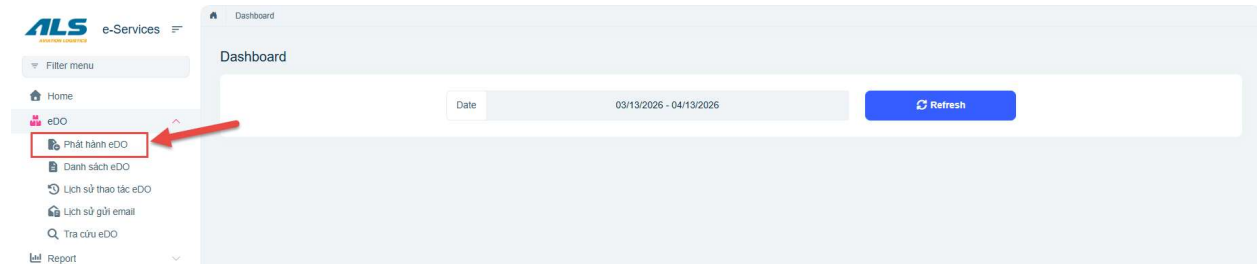 ALS
AVIATION LOGISTICS
e-Services
Dashboard
Filter menu
Dashboard
Home
Date
03/13/2026 - 04/13/2026
Refresh
eDO
Phát hành eDO
Danh sách eDO
Lịch sử thao tác eDO
Lịch sử gửi email
Tra cứu eDO
Report